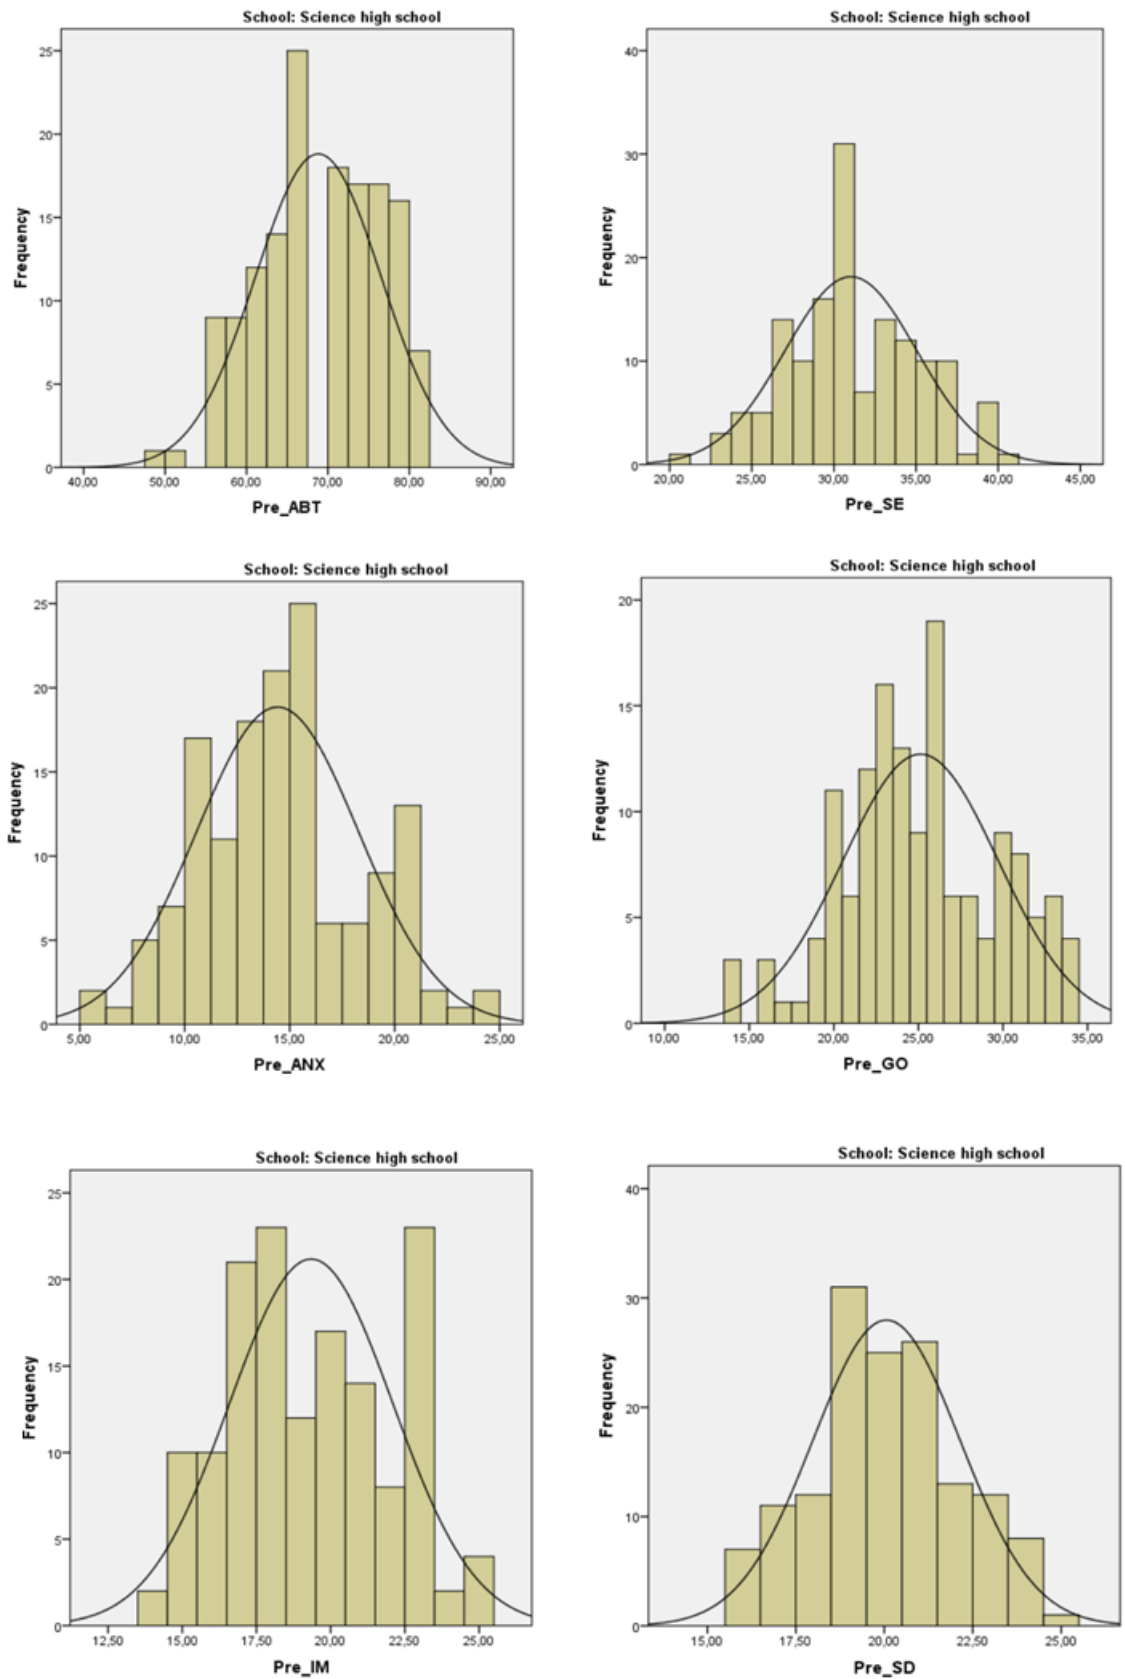 School: Science high school
25
20
15
10
5
0
Frequency
40,00 50,00 60,00 70,00 80,00 90,00
Pre_ABT
School: Science high school
40
30
20
10
0
Frequency
20,00 25,00 30,00 35,00 40,00 45,00
Pre_SE
School: Science high school
25
20
15
10
5
0
Frequency
5,00 10,00 15,00 20,00 25,00
Pre_ANX
School: Science high school
20
15
10
5
0
Frequency
10,00 15,00 20,00 25,00 30,00 35,00
Pre_GO
School: Science high school
25
20
15
10
5
0
Frequency
12,50 15,00 17,50 20,00 22,50 25,00
Pre_IM
School: Science high school
40
30
20
10
0
Frequency
15,00 17,50 20,00 22,50 25,00
Pre_SD